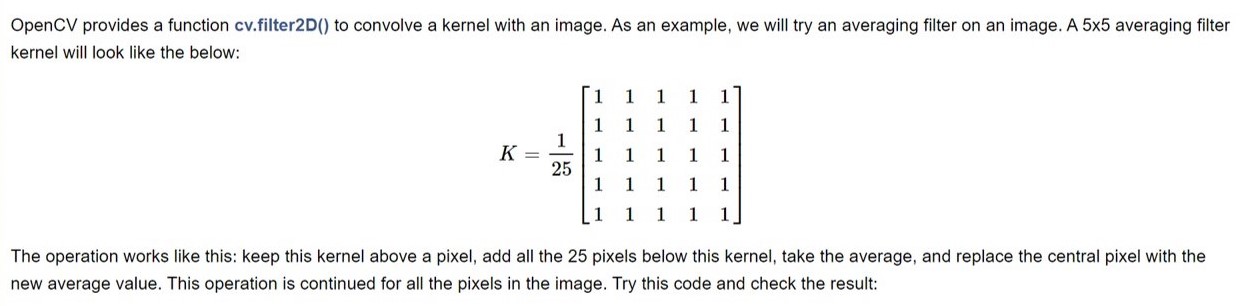 OpenCV provides a function cv.filter2D() to convolve a kernel with an image. As an example, we will try an averaging filter on an image. A 5x5 averaging filter
kernel will look like the below:
1 1 1 1 1
1 1 1 1 1
K = 1/25 1 1 1 1 1
1 1 1 1 1
1 1 1 1 1
The operation works like this: keep this kernel above a pixel, add all the 25 pixels below this kernel, take the average, and replace the central pixel with the
new average value. This operation is continued for all the pixels in the image. Try this code and check the result: